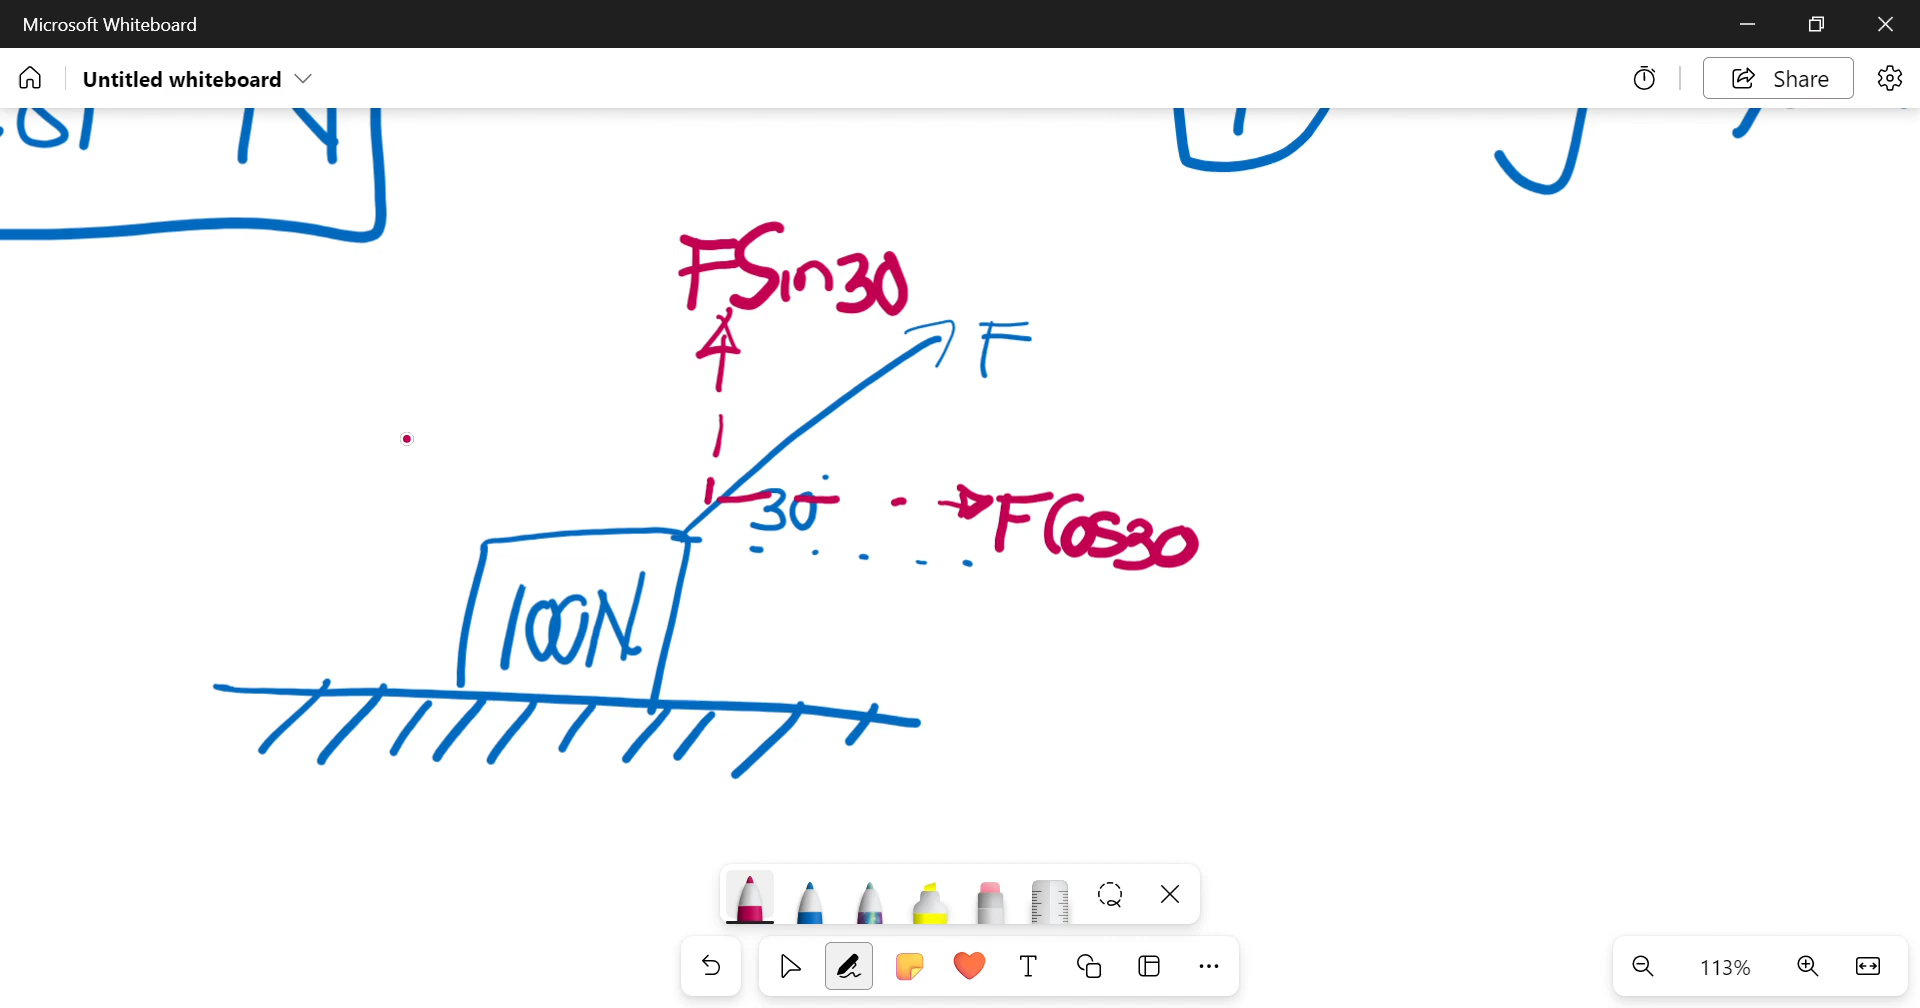 Microsoft Whiteboard
Untitled whiteboard
Share
N
FSin30
F
30°
FCos30
100N
T
113%